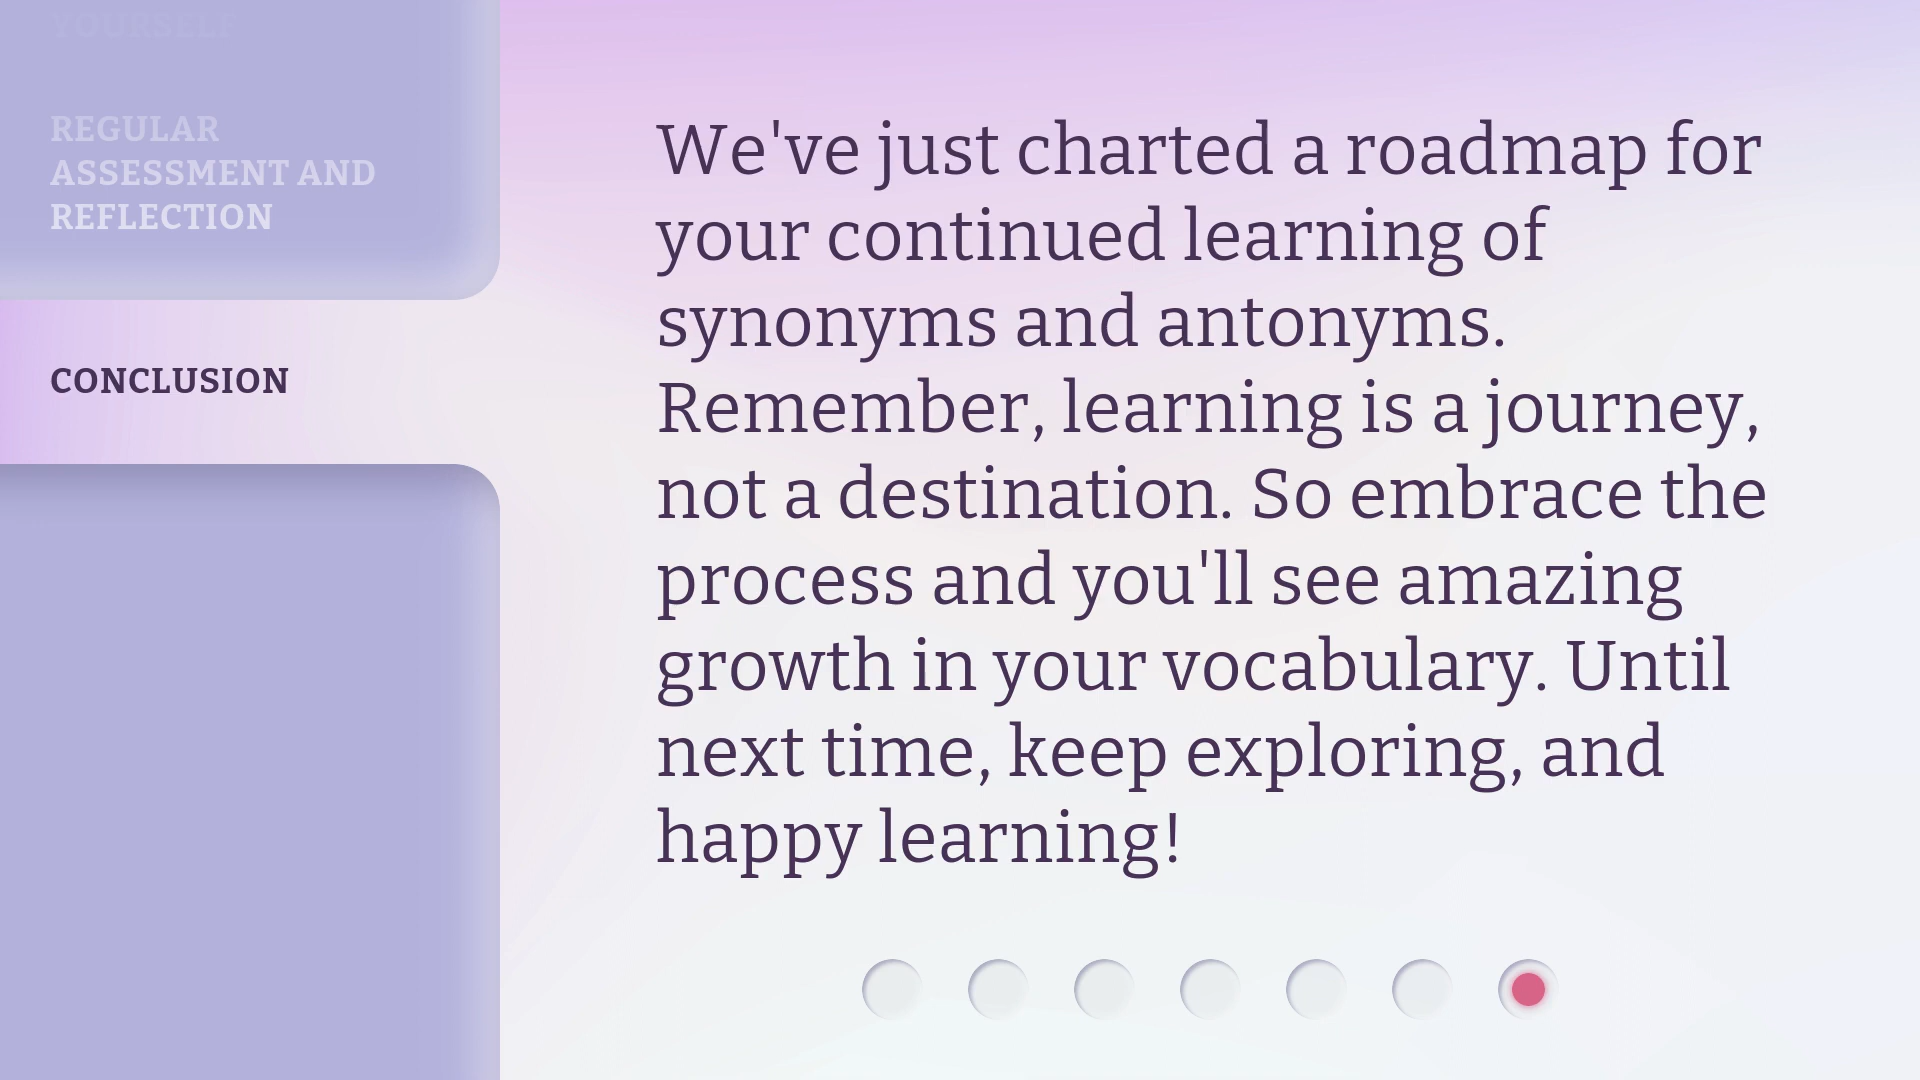 YOURSELF
REGULAR
ASSESSMENT AND
REFLECTION
CONCLUSION
We've just charted a roadmap for
your continued learning of
synonyms and antonyms.
Remember, learning is a journey,
not a destination. So embrace the
process and you'll see amazing
growth in your vocabulary. Until
next time, keep exploring, and
happy learning!